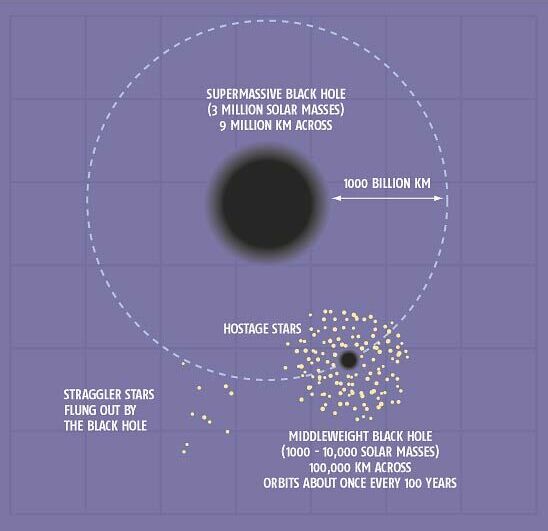 SUPERMASSIVE BLACK HOLE
(3 MILLION SOLAR MASSES)
9 MILLION KM ACROSS
1000 BILLION KM
HOSTAGE STARS
STRAGGLER STARS
FLUNG OUT BY
THE BLACK HOLE
MIDDLEWEIGHT BLACK HOLE
(1000 - 10,000 SOLAR MASSES)
100,000 KM ACROSS
ORBITS ABOUT ONCE EVERY 100 YEARS